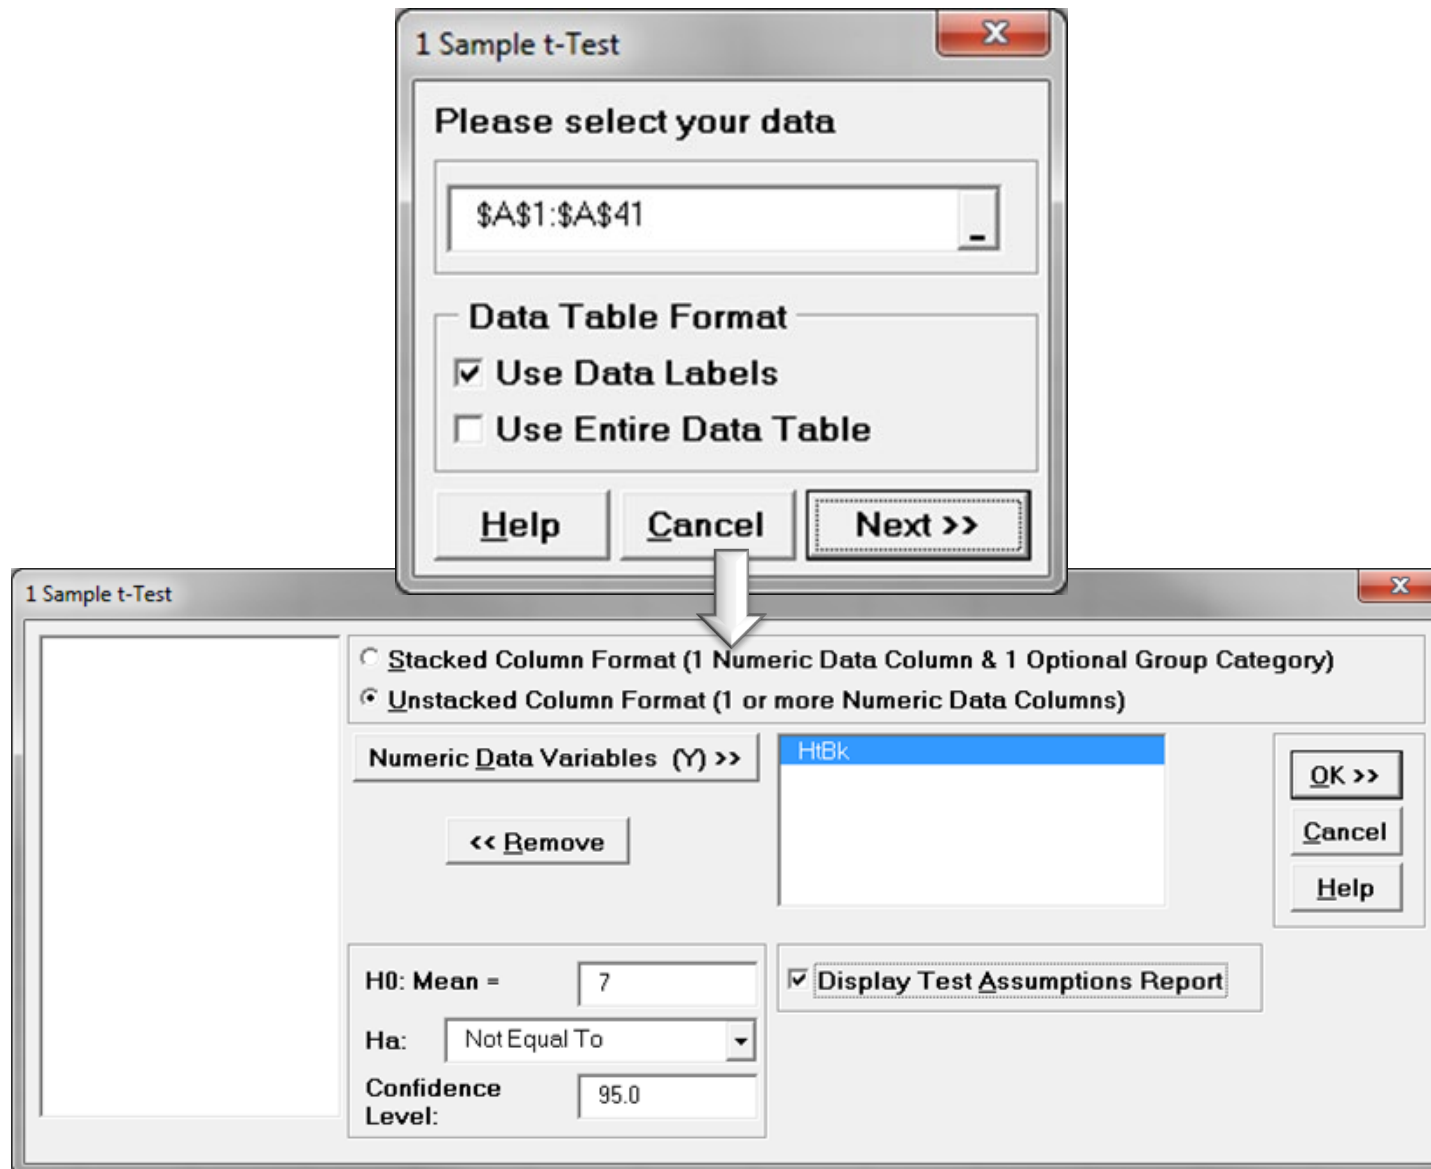 1 Sample t-Test
Please select your data
$A$1:$A$41
Data Table Format
Use Data Labels
Use Entire Data Table
Help
Cancel
Next >>
1 Sample t-Test
Stacked Column Format (1 Numeric Data Column & 1 Optional Group Category)
Unstacked Column Format (1 or more Numeric Data Columns)
Numeric Data Variables (Y) >>
HtBk
OK >>
<< Remove
Cancel
Help
H0: Mean =
7
Display Test Assumptions Report
Ha:
Not Equal To
Confidence
Level:
95.0